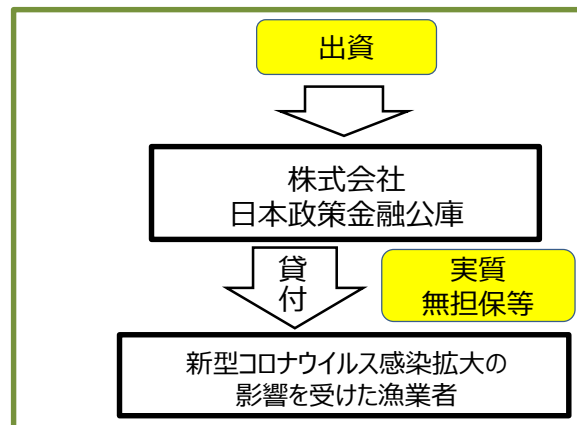 出資
株式会社
日本政策金融公庫
貸
付
実質
無担保等
新型コロナウイルス感染拡大の
影響を受けた漁業者